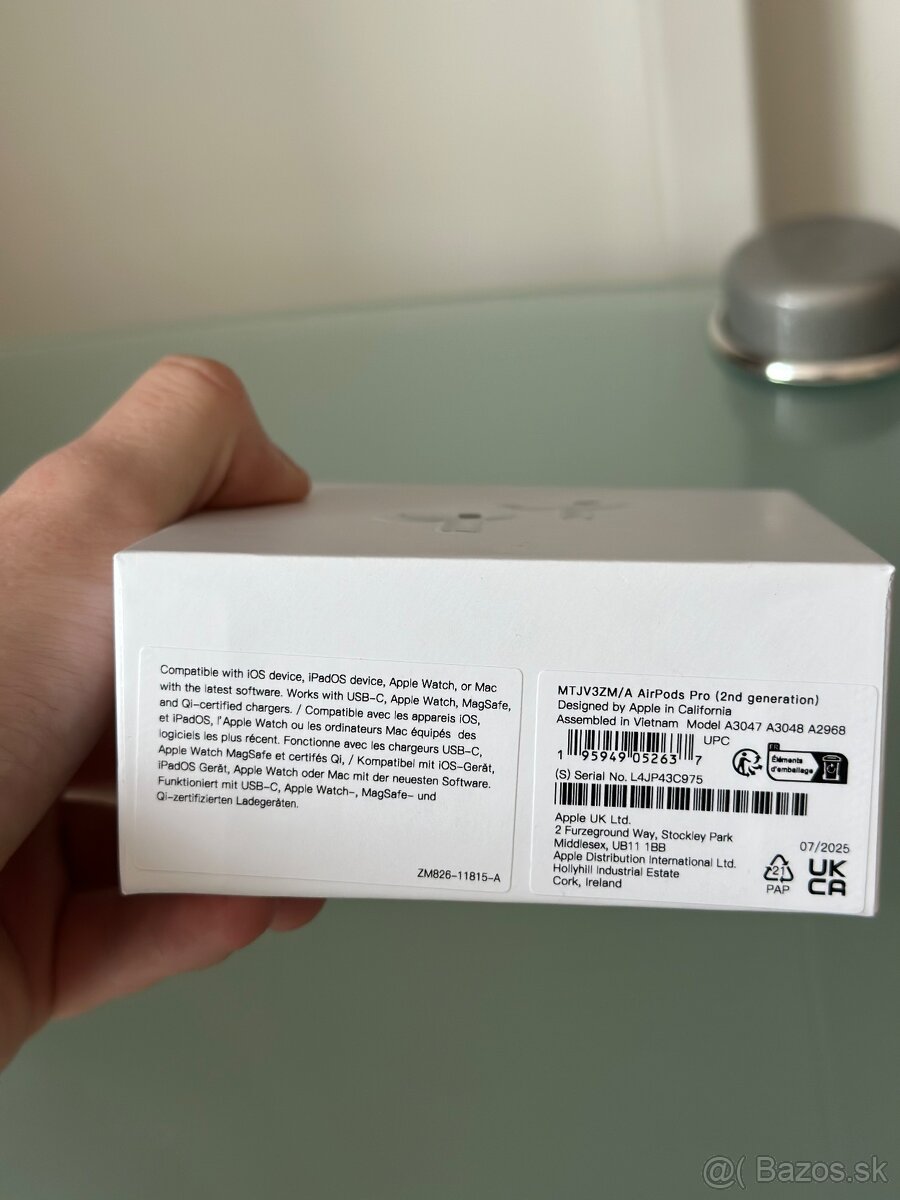 Compatible with iOS device, iPadOS device, Apple Watch, or Mac
with the latest software. Works with USB-C, Apple Watch, MagSafe,
and Qi-certified chargers. / Compatible avec les appareils iOS,
et iPadOS, l'Apple Watch ou les ordinateurs Mac équipés des
logiciels les plus récent. Fonctionne avec les chargeurs USB-C,
Apple Watch MagSafe et certifés Qi, / Kompatibel mit iOS-Gerät,
iPadOS Gerät, Apple Watch oder Mac mit der neuesten Software.
Funktioniert mit USB-C, Apple Watch-, MagSafe- und
Qi-zertifizierten Ladegeräten.
ZM826-11815-A
MTJV3ZM/A AirPods Pro (2nd generation)
Designed by Apple in California
Assembled in Vietnam Model A3047 A3048 A2968
UPC
1 95949 05263 7
FR
Éléments
d'emballage
(S) Serial No. L4JP43C975
Apple UK Ltd.
2 Furzeground Way, Stockley Park
Middlesex, UB11 1BB
Apple Distribution International Ltd.
Hollyhill Industrial Estate
Cork, Ireland
21
PAP
07/2025
UK
CA
@( Bazos.sk